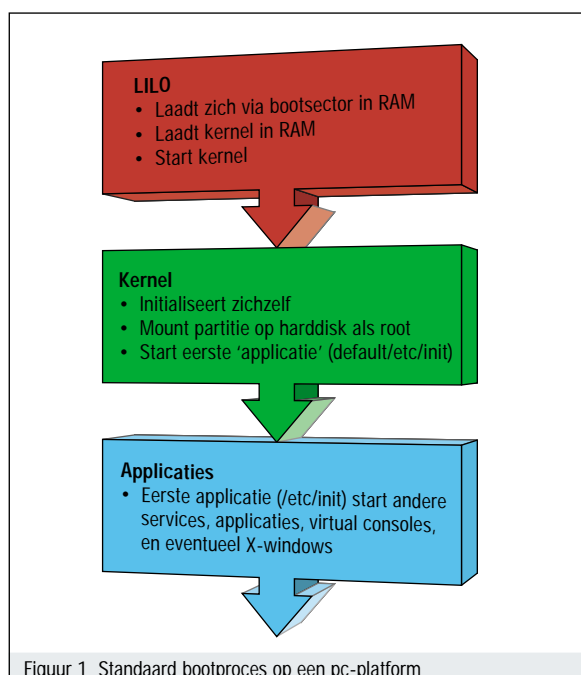 LILO
• Laadt zich via bootsector in RAM
• Laadt kernel in RAM
• Start kernel
Kernel
• Initialiseert zichzelf
• Mount partitie op harddisk als root
• Start eerste ‘applicatie’ (default/etc/init)
Applicaties
• Eerste applicatie (/etc/init) start andere
services, applicaties, virtual consoles,
en eventueel X-windows
Figuur 1 Standaard bootproces op een pc-platform